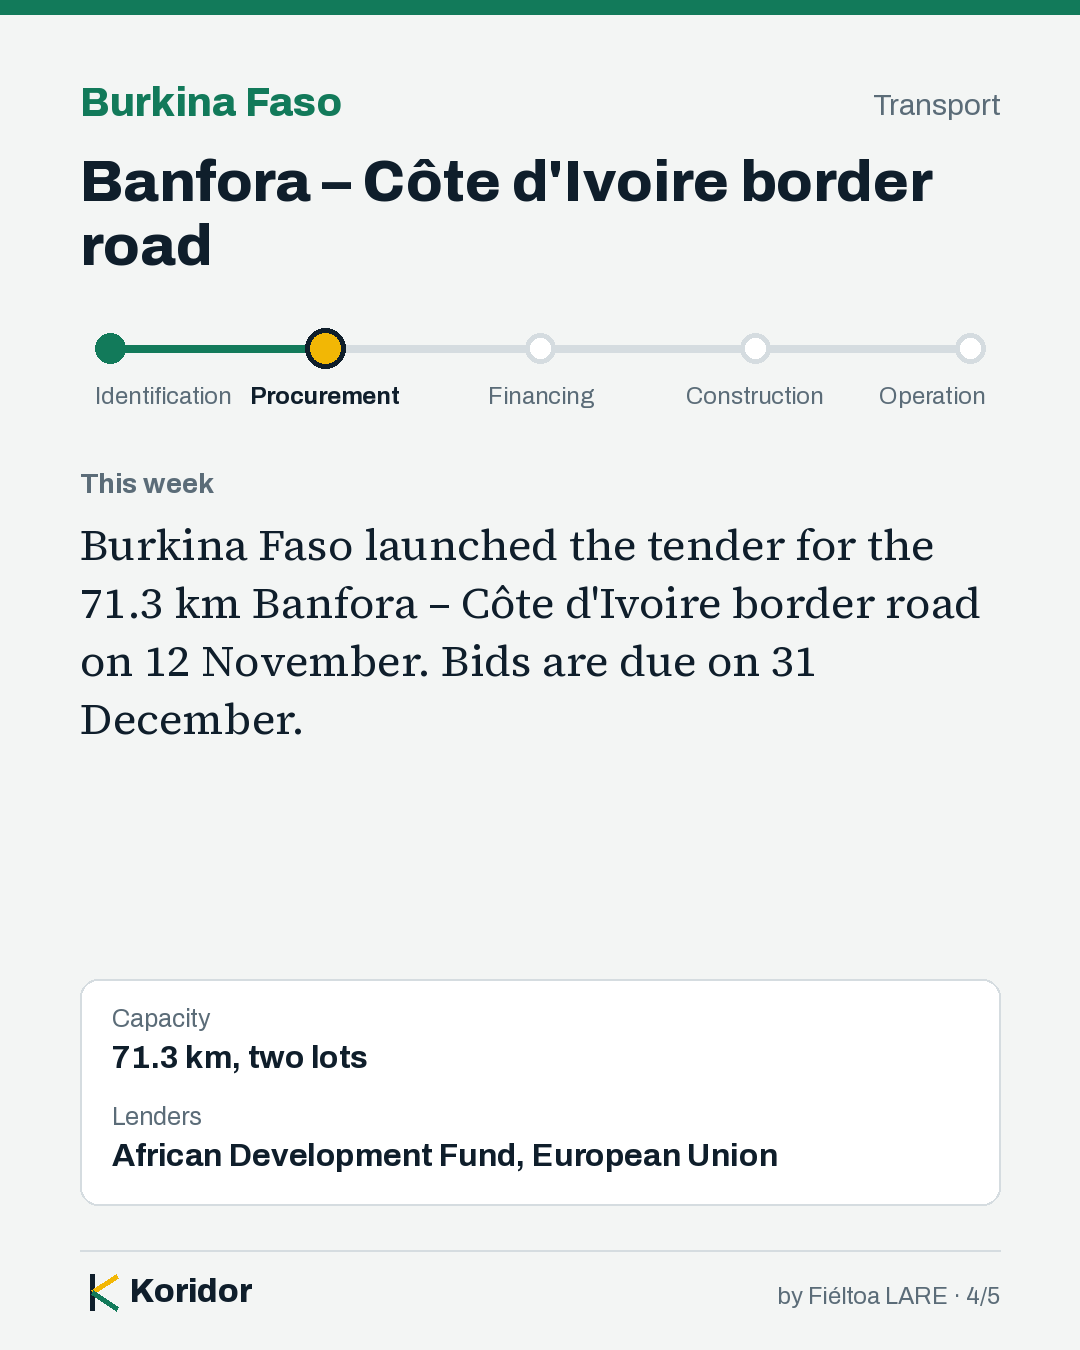 Burkina Faso
Transport
Banfora – Côte d'Ivoire border
road
Identification
Procurement
Financing
Construction
Operation
This week
Burkina Faso launched the tender for the
71.3 km Banfora – Côte d'Ivoire border road
on 12 November. Bids are due on 31
December.
Capacity
71.3 km, two lots
Lenders
African Development Fund, European Union
Koridor
by Fiéltoa LARE · 4/5